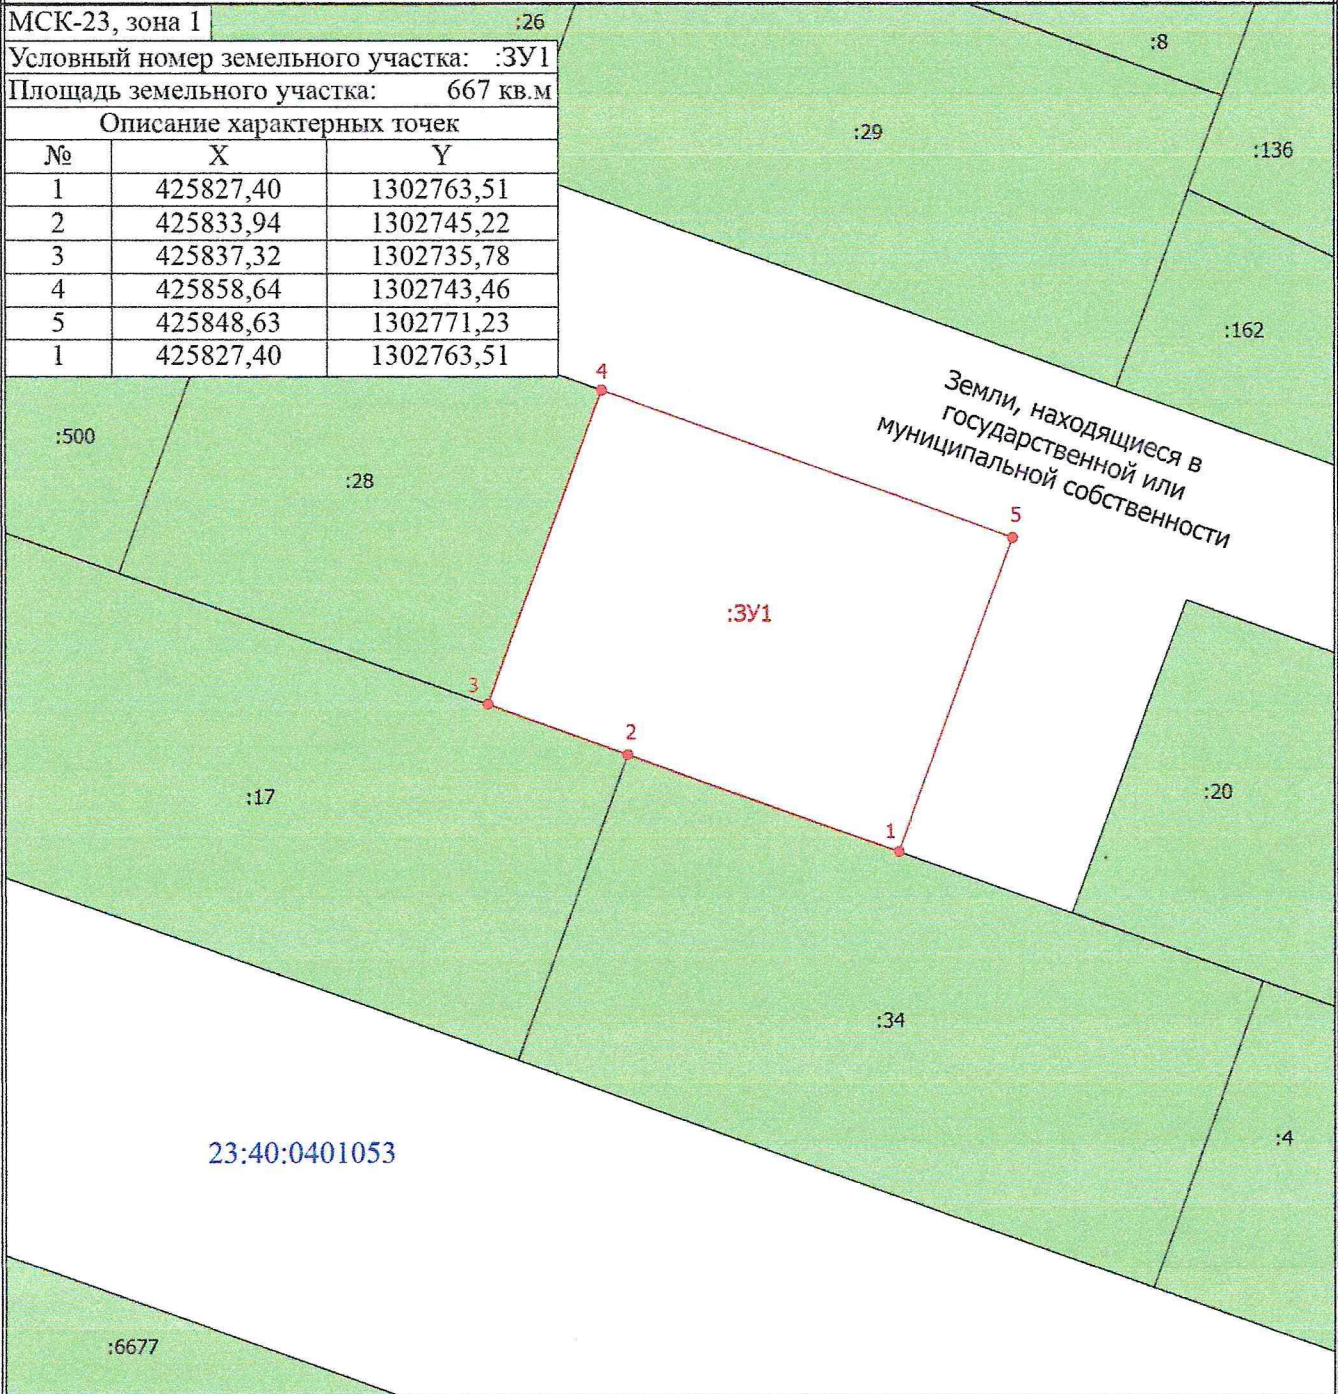 МСК-23, зона 1
Условный номер земельного участка: :ЗУ1
Площадь земельного участка: 667 кв.м
Описание характерных точек
№ X Y
1 425827,40 1302763,51
2 425833,94 1302745,22
3 425837,32 1302735,78
4 425858,64 1302743,46
5 425848,63 1302771,23
1 425827,40 1302763,51
:26
:8
:29
:136
:162
4
Земли, находящиеся в
государственной или
муниципальной собственности
:500
:28
5
:ЗУ1
3
2
:17
:20
1
:34
:4
23:40:0401053
:6677